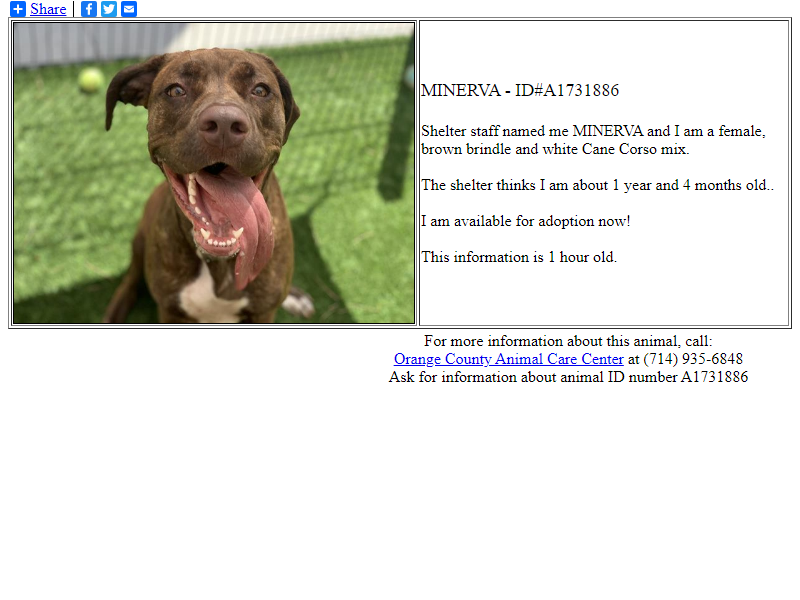 Share |
MINERVA - ID#A1731886
Shelter staff named me MINERVA and I am a female,
brown brindle and white Cane Corso mix.
The shelter thinks I am about 1 year and 4 months old..
I am available for adoption now!
This information is 1 hour old.
For more information about this animal, call:
Orange County Animal Care Center at (714) 935-6848
Ask for information about animal ID number A1731886